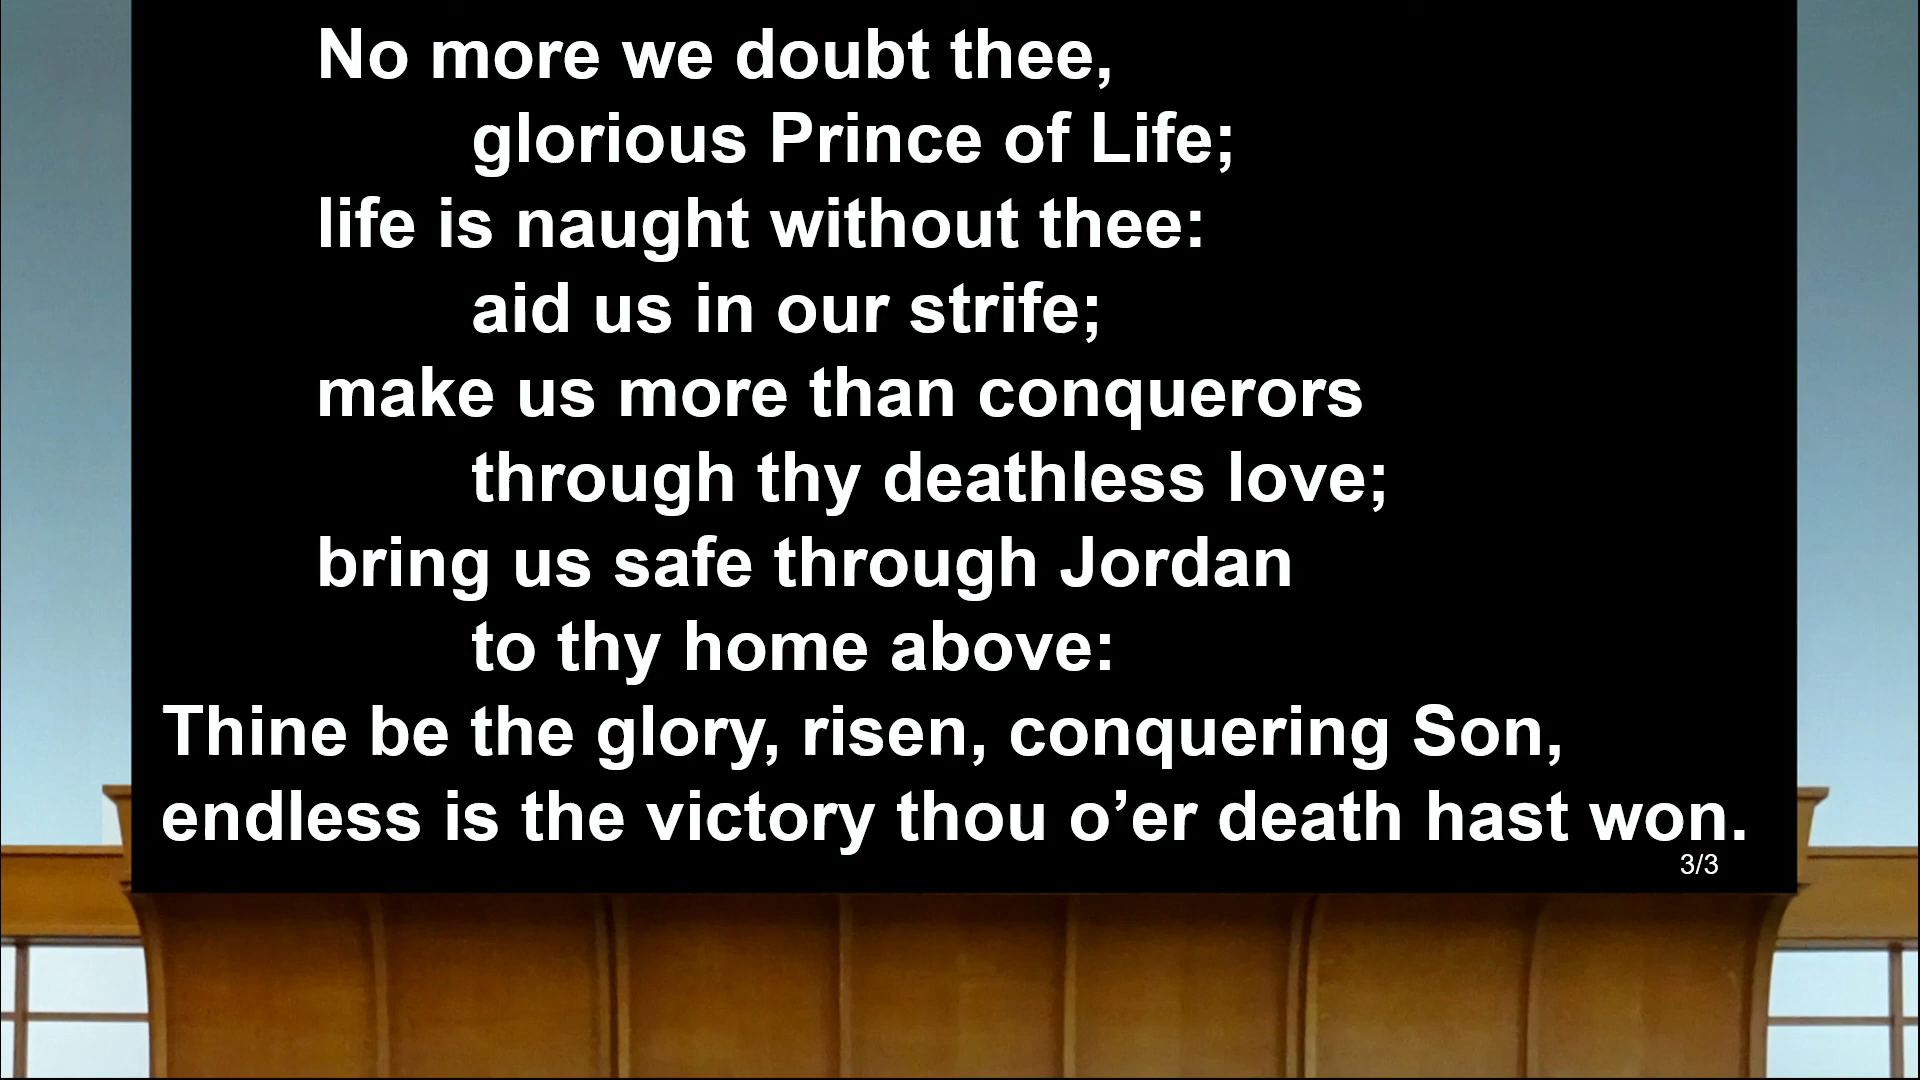 No more we doubt thee,
glorious Prince of Life;
life is naught without thee:
aid us in our strife;
make us more than conquerors
through thy deathless love;
bring us safe through Jordan
to thy home above:
Thine be the glory, risen, conquering Son,
endless is the victory thou o’er death hast won.
3/3